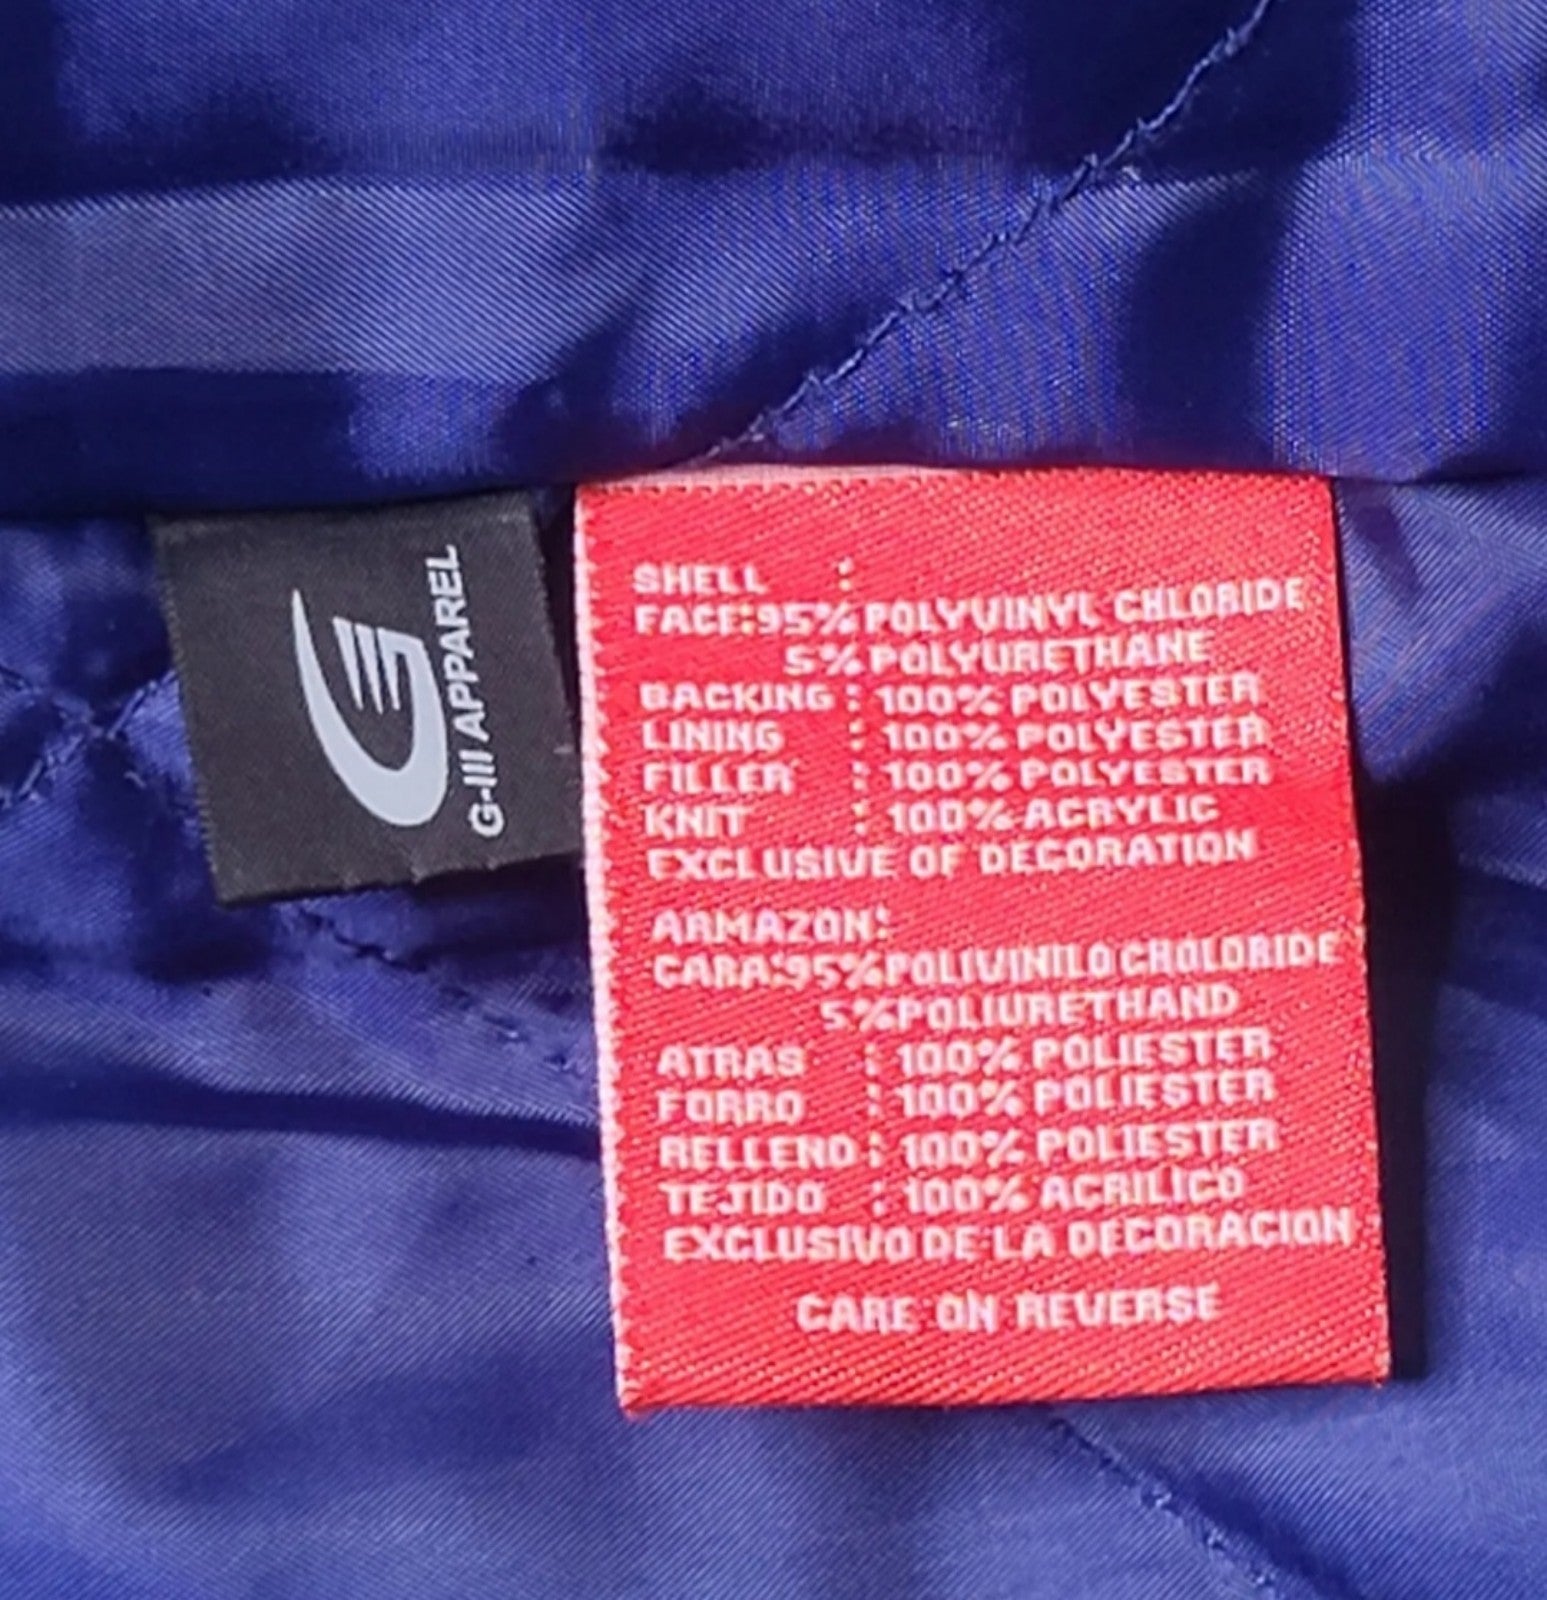 G-III APPAREL
SHELL :
FACE:95% POLYVINYL CHLORIDE
5% POLYURETHANE
BACKING : 100% POLYESTER
LINING : 100% POLYESTER
FILLER : 100% POLYESTER
KNIT : 100% ACRYLIC
EXCLUSIVE OF DECORATION
ARMAZON:
CARA:95%POLIVINILO CHOLORIDE
5%POLIURETHAND
ATRAS : 100% POLIESTER
FORRO : 100% POLIESTER
RELLENO : 100% POLIESTER
TEJIDO : 100% ACRILICO
EXCLUSIVO DE LA DECORACION
CARE ON REVERSE